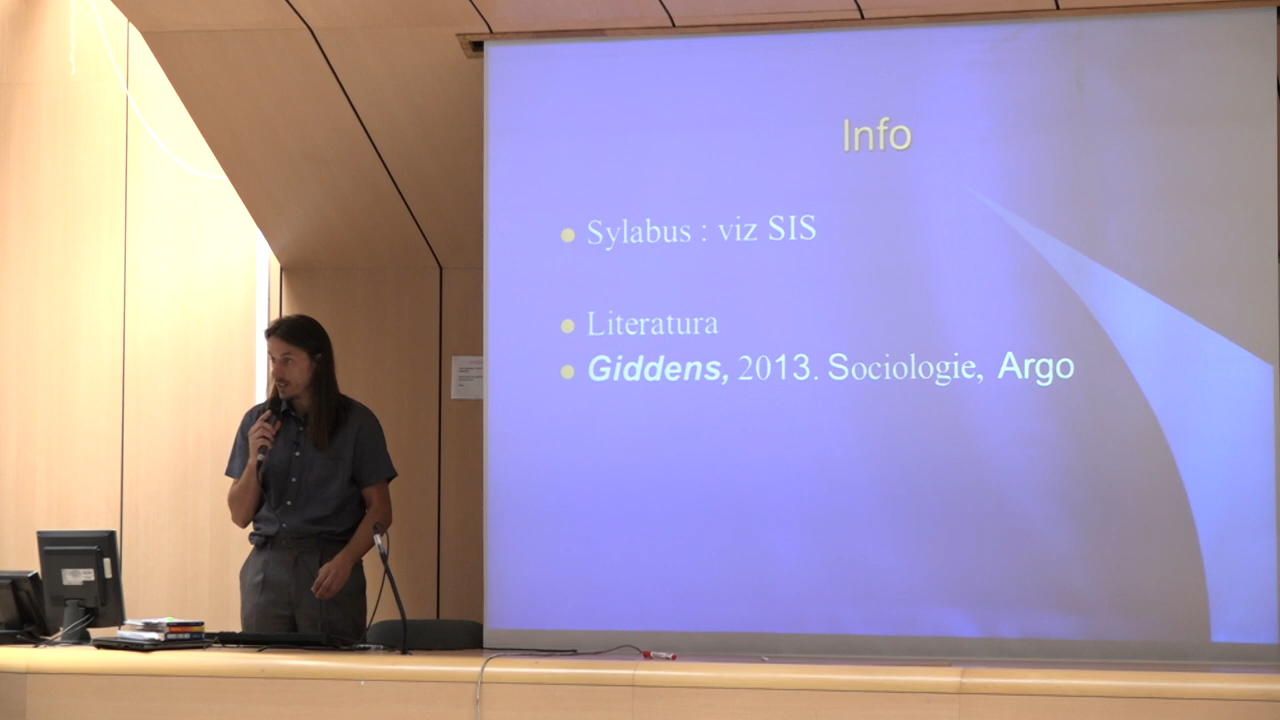 Info
Sylabus : viz SIS
Literatura
Giddens, 2013. Sociologie, Argo